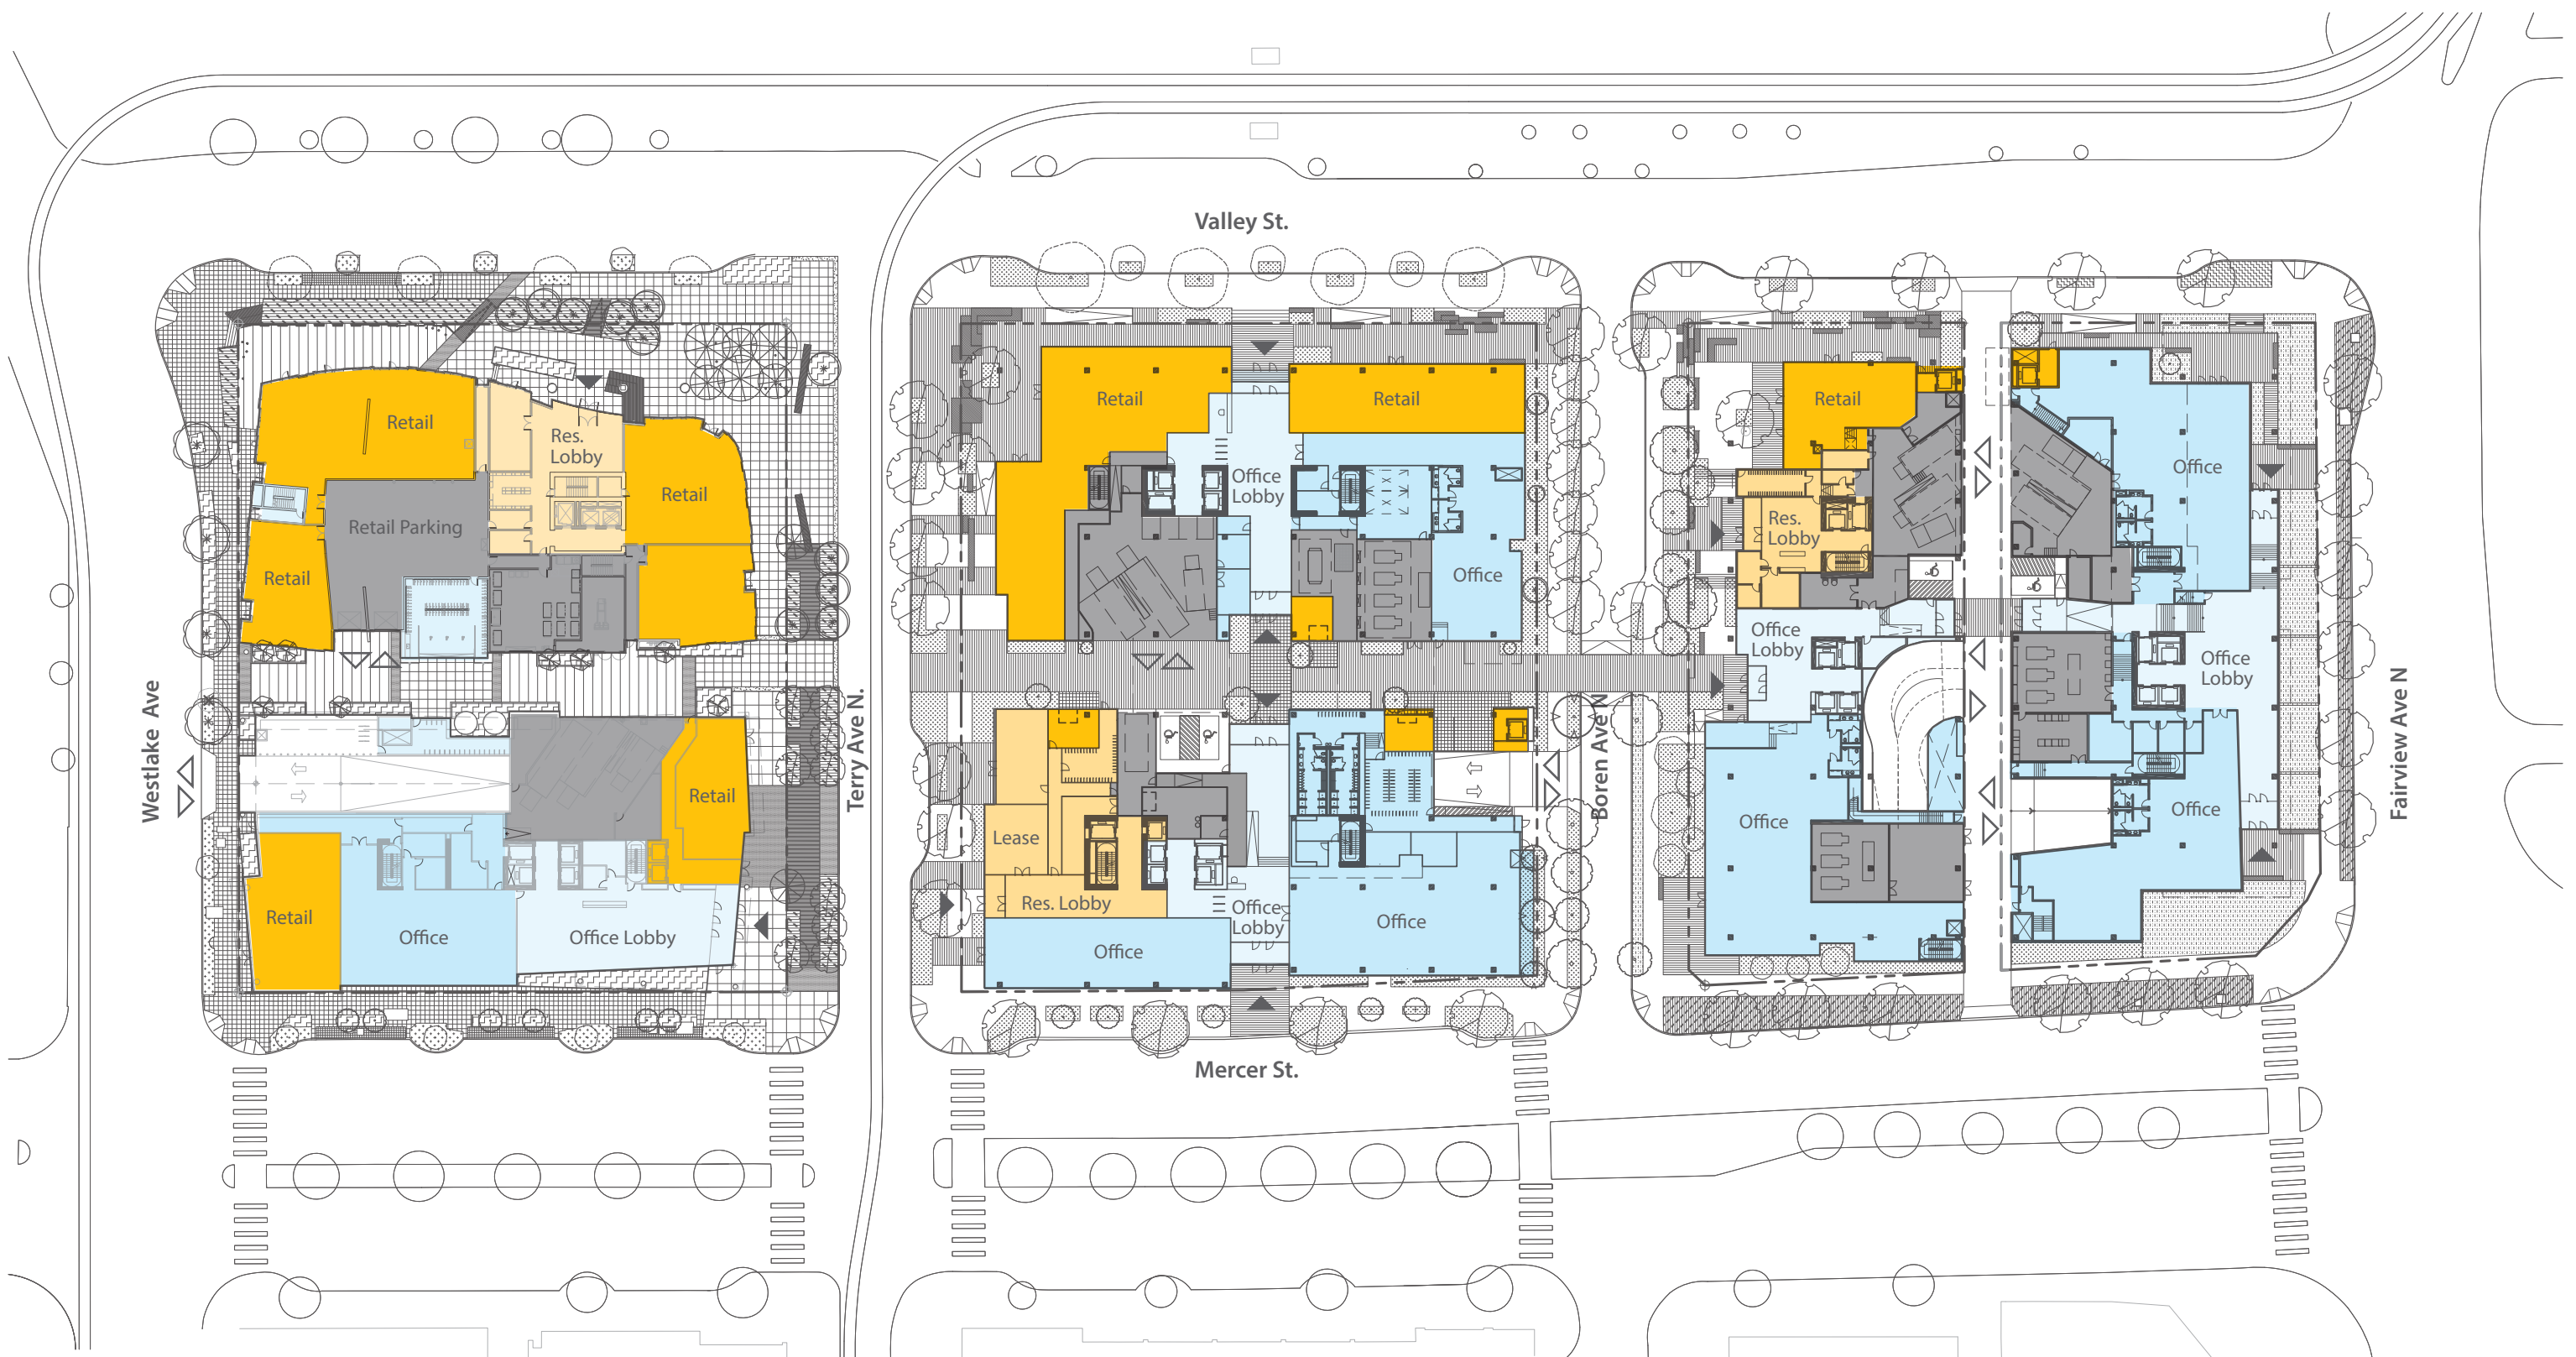 Valley St.
Retail
Res.
Lobby
Retail
Retail Parking
Retail
Retail
Retail
Office
Office Lobby
Westlake Ave
Terry Ave N.
Retail
Retail
Office
Lobby
Office
Lease
Res. Lobby
Office
Office
Lobby
Office
Boren Ave N
Retail
Res.
Lobby
Office
Lobby
Office
Office
Office
Lobby
Office
Fairview Ave N
Mercer St.